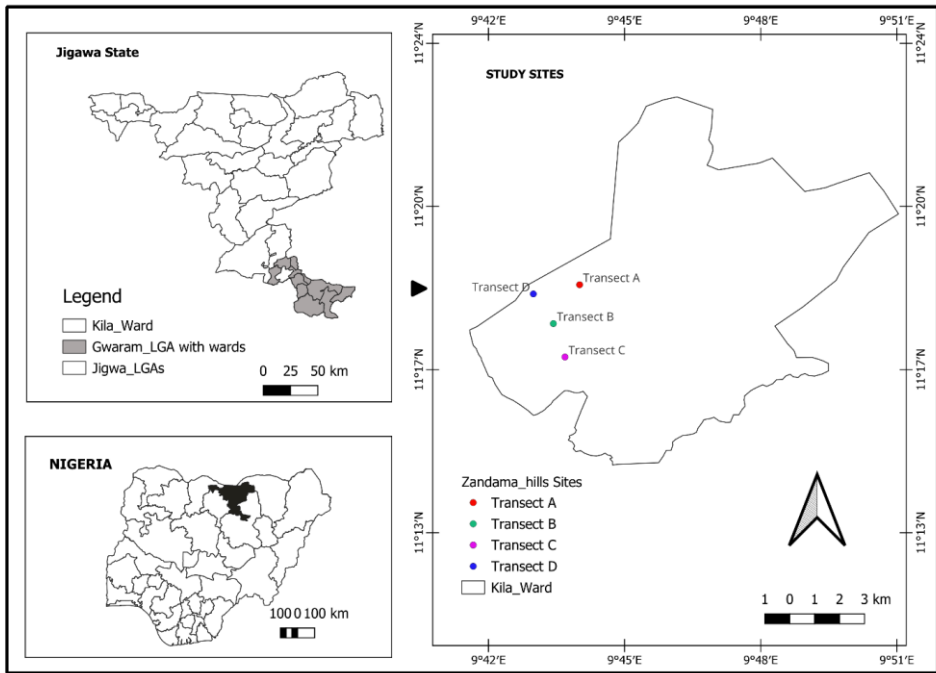 Jigawa State
Legend
Kila_Ward
Gwaram_LGA with wards
Jigwa_LGAs
0 25 50 km
NIGERIA
100 0 100 km
9°42'E 9°45'E 9°48'E 9°51'E
11°24'N 11°24'N
STUDY SITES
11°20'N 11°20'N
Transect A
Transect D
Transect B
Transect C
11°17'N 11°17'N
Zandama_hills Sites
Transect A
Transect B
Transect C
Transect D
Kila_Ward
11°13'N 11°13'N
1 0 1 2 3 km
9°42'E 9°45'E 9°48'E 9°51'E